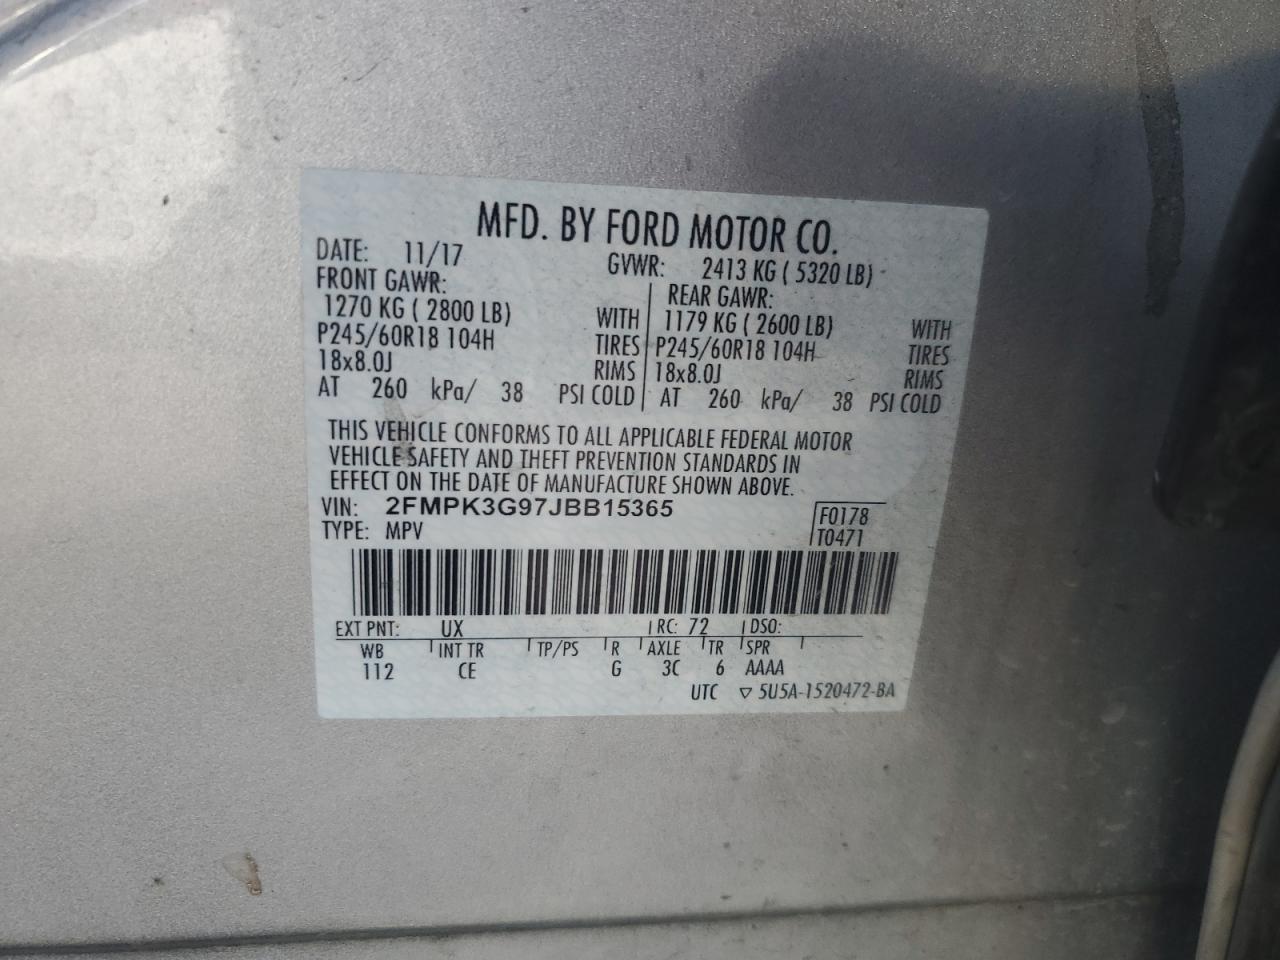 MFD. BY FORD MOTOR CO.
DATE: 11/17 GVWR: 2413 KG ( 5320 LB)
FRONT GAWR: REAR GAWR:
1270 KG ( 2800 LB) WITH 1179 KG ( 2600 LB) WITH
P245/60R18 104H TIRES P245/60R18 104H TIRES
18x8.0J RIMS 18x8.0J RIMS
AT 260 kPa/ 38 PSI COLD AT 260 kPa/ 38 PSI COLD
THIS VEHICLE CONFORMS TO ALL APPLICABLE FEDERAL MOTOR
VEHICLE SAFETY AND THEFT PREVENTION STANDARDS IN
EFFECT ON THE DATE OF MANUFACTURE SHOWN ABOVE.
VIN: 2FMPK3G97JBB15365 F0178
TYPE: MPV T0471
EXT PNT: UX RC: 72 DSO:
WB INT TR TP/PS R AXLE TR SPR
112 CE G 3C 6 AAAA
UTC ▽ 5U5A-1520472-BA